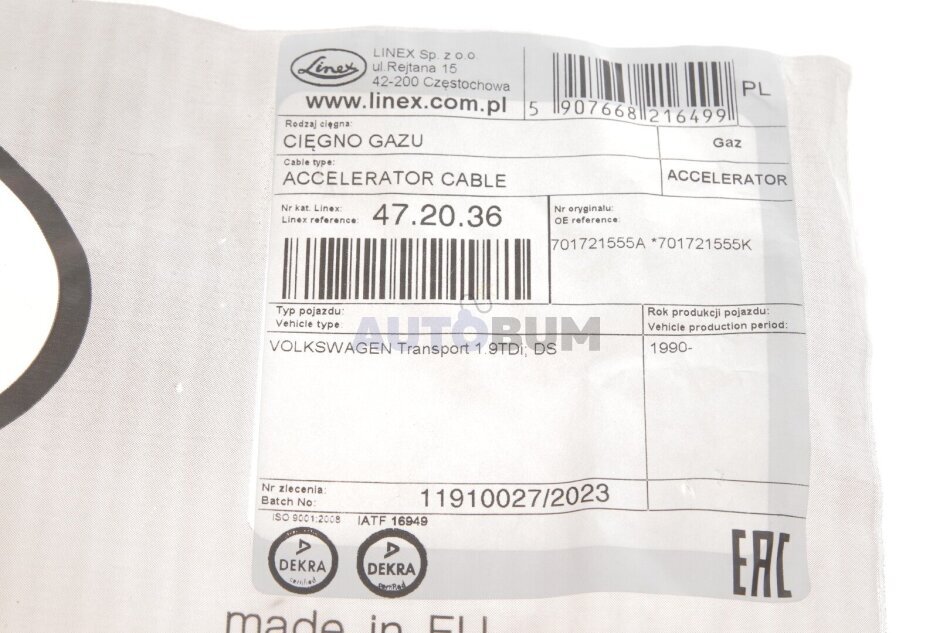 Linex
LINEX Sp. z o.o
ul.Rejtana 15
42-200 Częstochowa
www.linex.com.pl
5 907668 216499
PL
Rodzaj cięgna:
CIĘGNO GAZU
Gaz
Cable type:
ACCELERATOR CABLE
ACCELERATOR
Nr kat. Linex:
Linex reference:
47.20.36
Nr oryginału:
OE reference:
701721555A *701721555K
Typ pojazdu:
Vehicle type
Rok produkcji pojazdu:
Vehicle production period:
AUTOBUM
VOLKSWAGEN Transport 1.9TDi; DS
1990-
Nr zlecenia:
Batch No:
11910027/2023
ISO 9001:2008
IATF 16949
DEKRA
certified
DEKRA
certified
EAC
made in EU